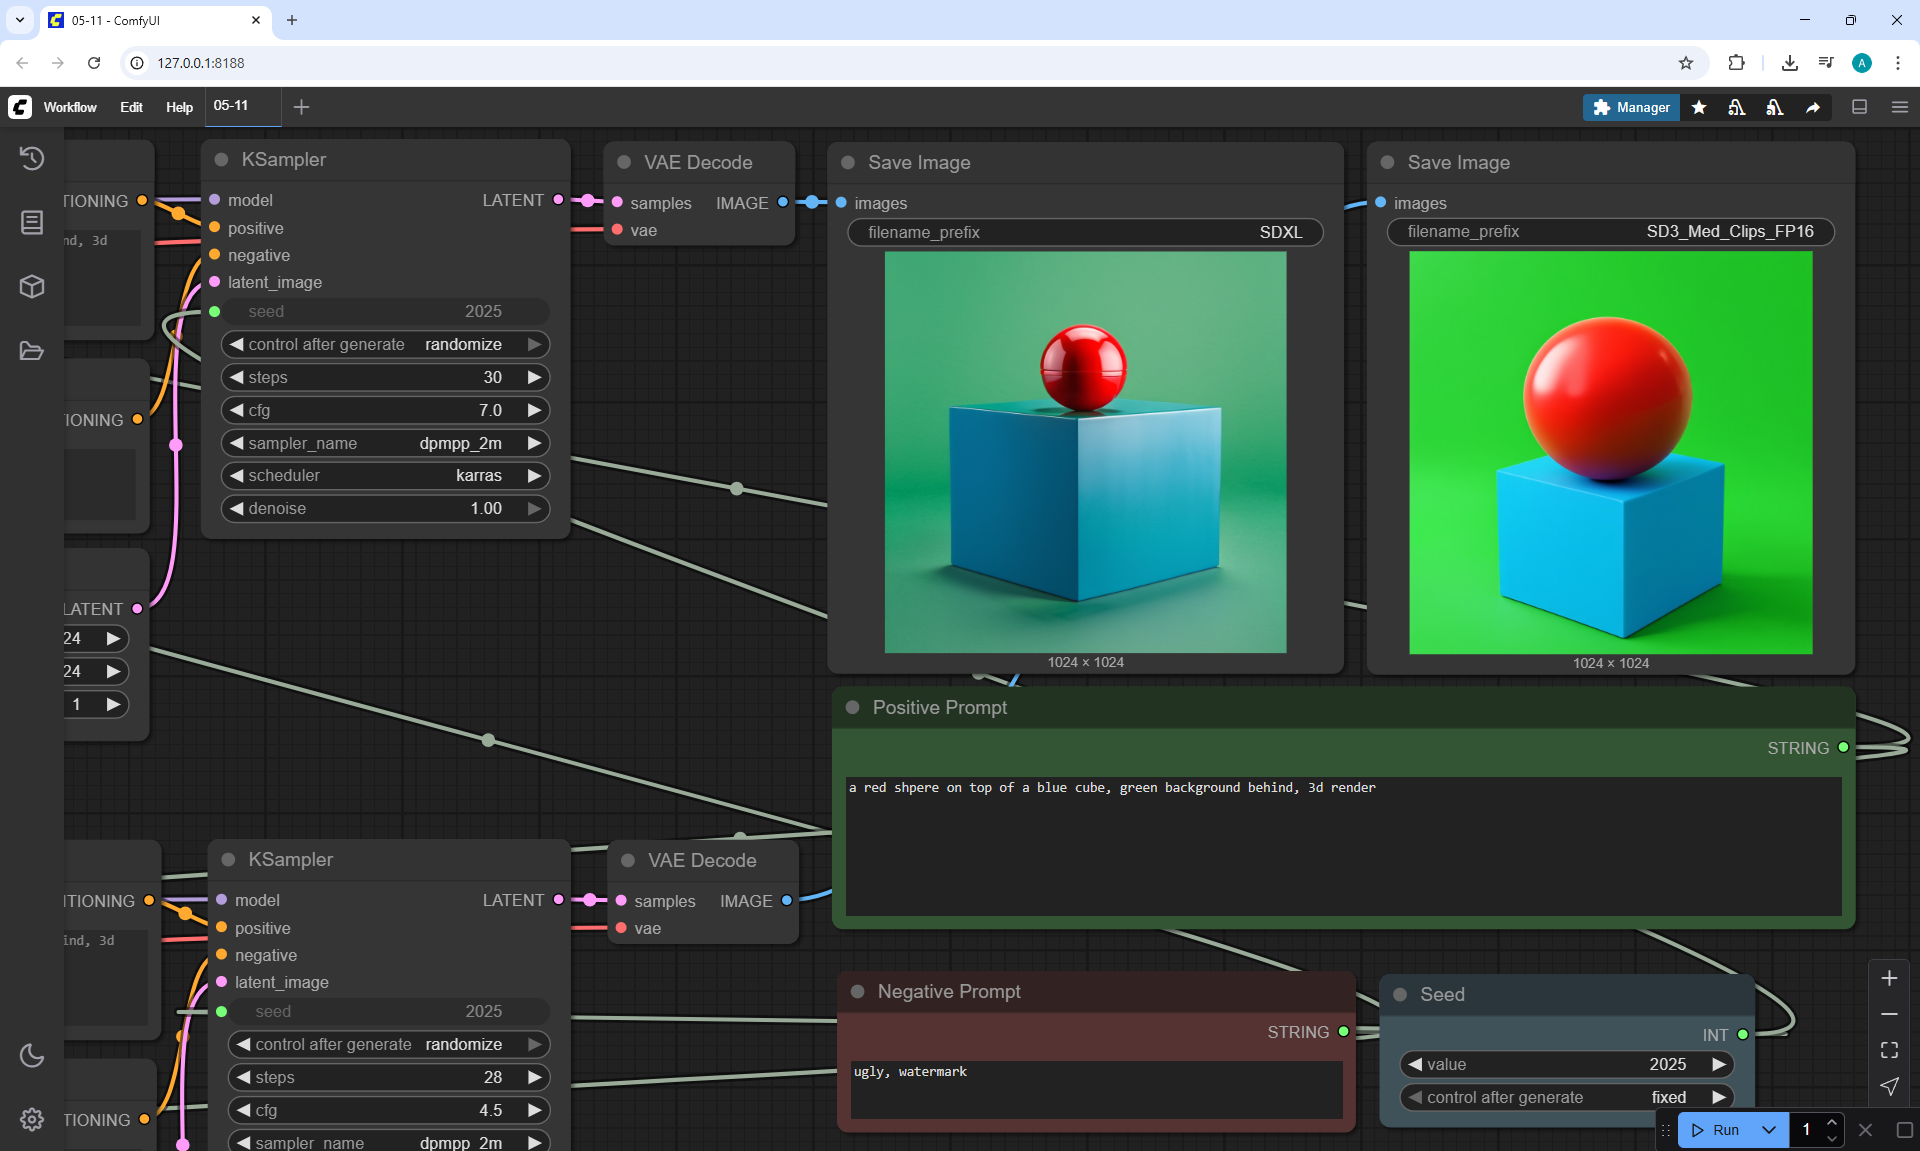 05-11 - ComfyUI
127.0.0.1:8188
A
Workflow Edit Help 05-11
Manager
TIONING
nd, 3d
IONING
LATENT
24
24
1
KSampler
model LATENT
positive
negative
latent_image
seed 2025
control after generate randomize
steps 30
cfg 7.0
sampler_name dpmpp_2m
scheduler karras
denoise 1.00
VAE Decode
samples IMAGE
vae
Save Image
images
filename_prefix SDXL
1024 × 1024
Save Image
images
filename_prefix SD3_Med_Clips_FP16
1024 × 1024
Positive Prompt
STRING
a red shpere on top of a blue cube, green background behind, 3d render
ITIONING
ind, 3d
TIONING
KSampler
model LATENT
positive
negative
latent_image
seed 2025
control after generate randomize
steps 28
cfg 4.5
sampler_name dpmpp_2m
VAE Decode
samples IMAGE
vae
Negative Prompt
STRING
ugly, watermark
Seed
INT
value 2025
control after generate fixed
Run 1